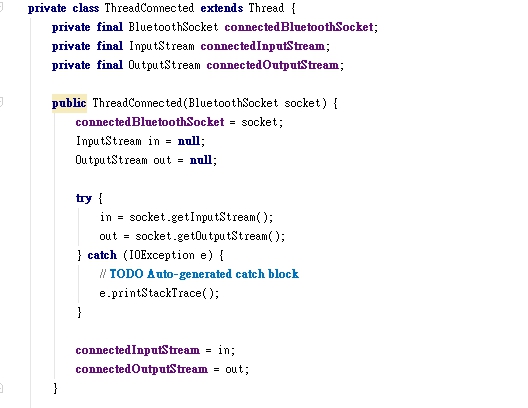 private class ThreadConnected extends Thread {
private final BluetoothSocket connectedBluetoothSocket;
private final InputStream connectedInputStream;
private final OutputStream connectedOutputStream;
public ThreadConnected(BluetoothSocket socket) {
connectedBluetoothSocket = socket;
InputStream in = null;
OutputStream out = null;
try {
in = socket.getInputStream();
out = socket.getOutputStream();
} catch (IOException e) {
// TODO Auto-generated catch block
e.printStackTrace();
}
connectedInputStream = in;
connectedOutputStream = out;
}